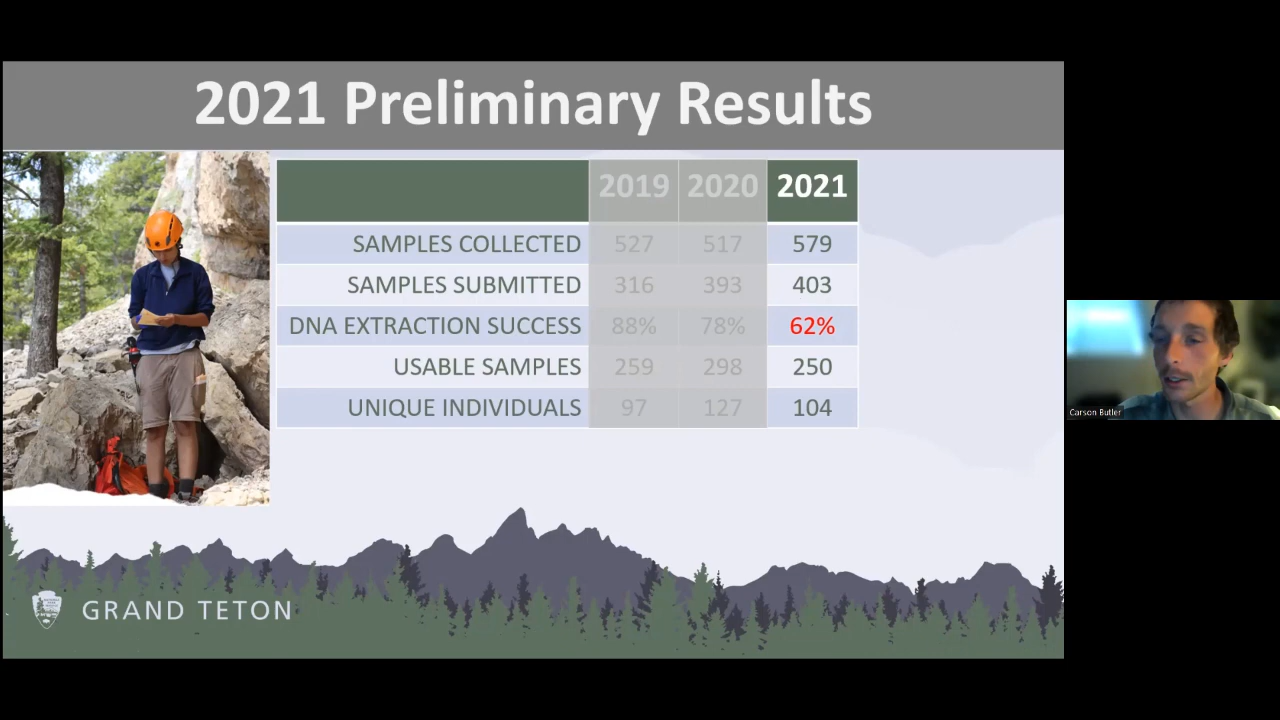 2021 Preliminary Results
2019 2020 2021
SAMPLES COLLECTED 527 517 579
SAMPLES SUBMITTED 316 393 403
DNA EXTRACTION SUCCESS 88% 78% 62%
USABLE SAMPLES 259 298 250
UNIQUE INDIVIDUALS 97 127 104
Carson Butler
GRAND TETON